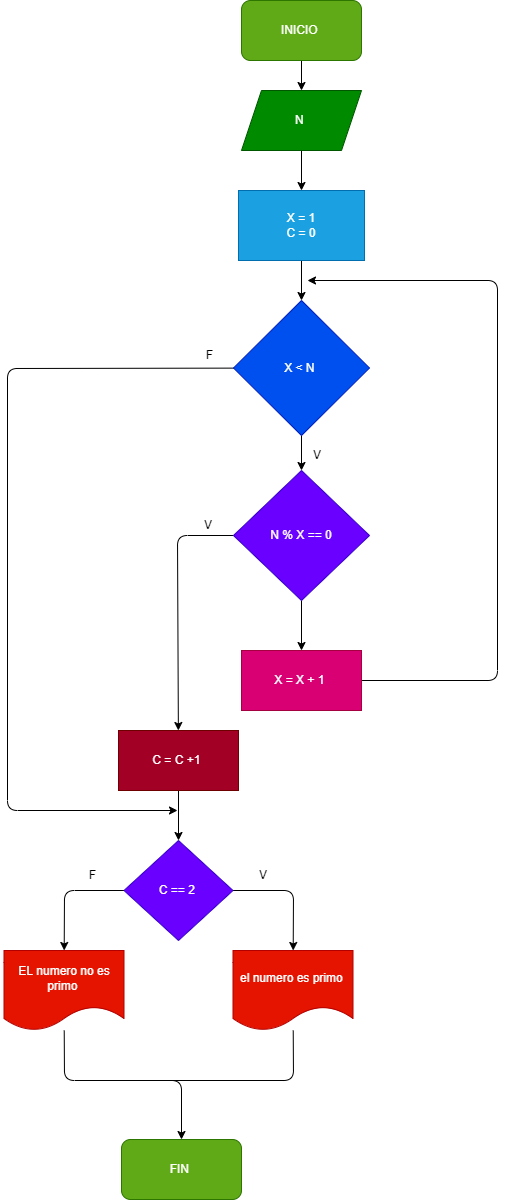 INICIO
N
X = 1
C = 0
F
X < N
V
V
N % X == 0
X = X + 1
C = C +1
F
C == 2
V
EL numero no es
primo
el numero es primo
FIN